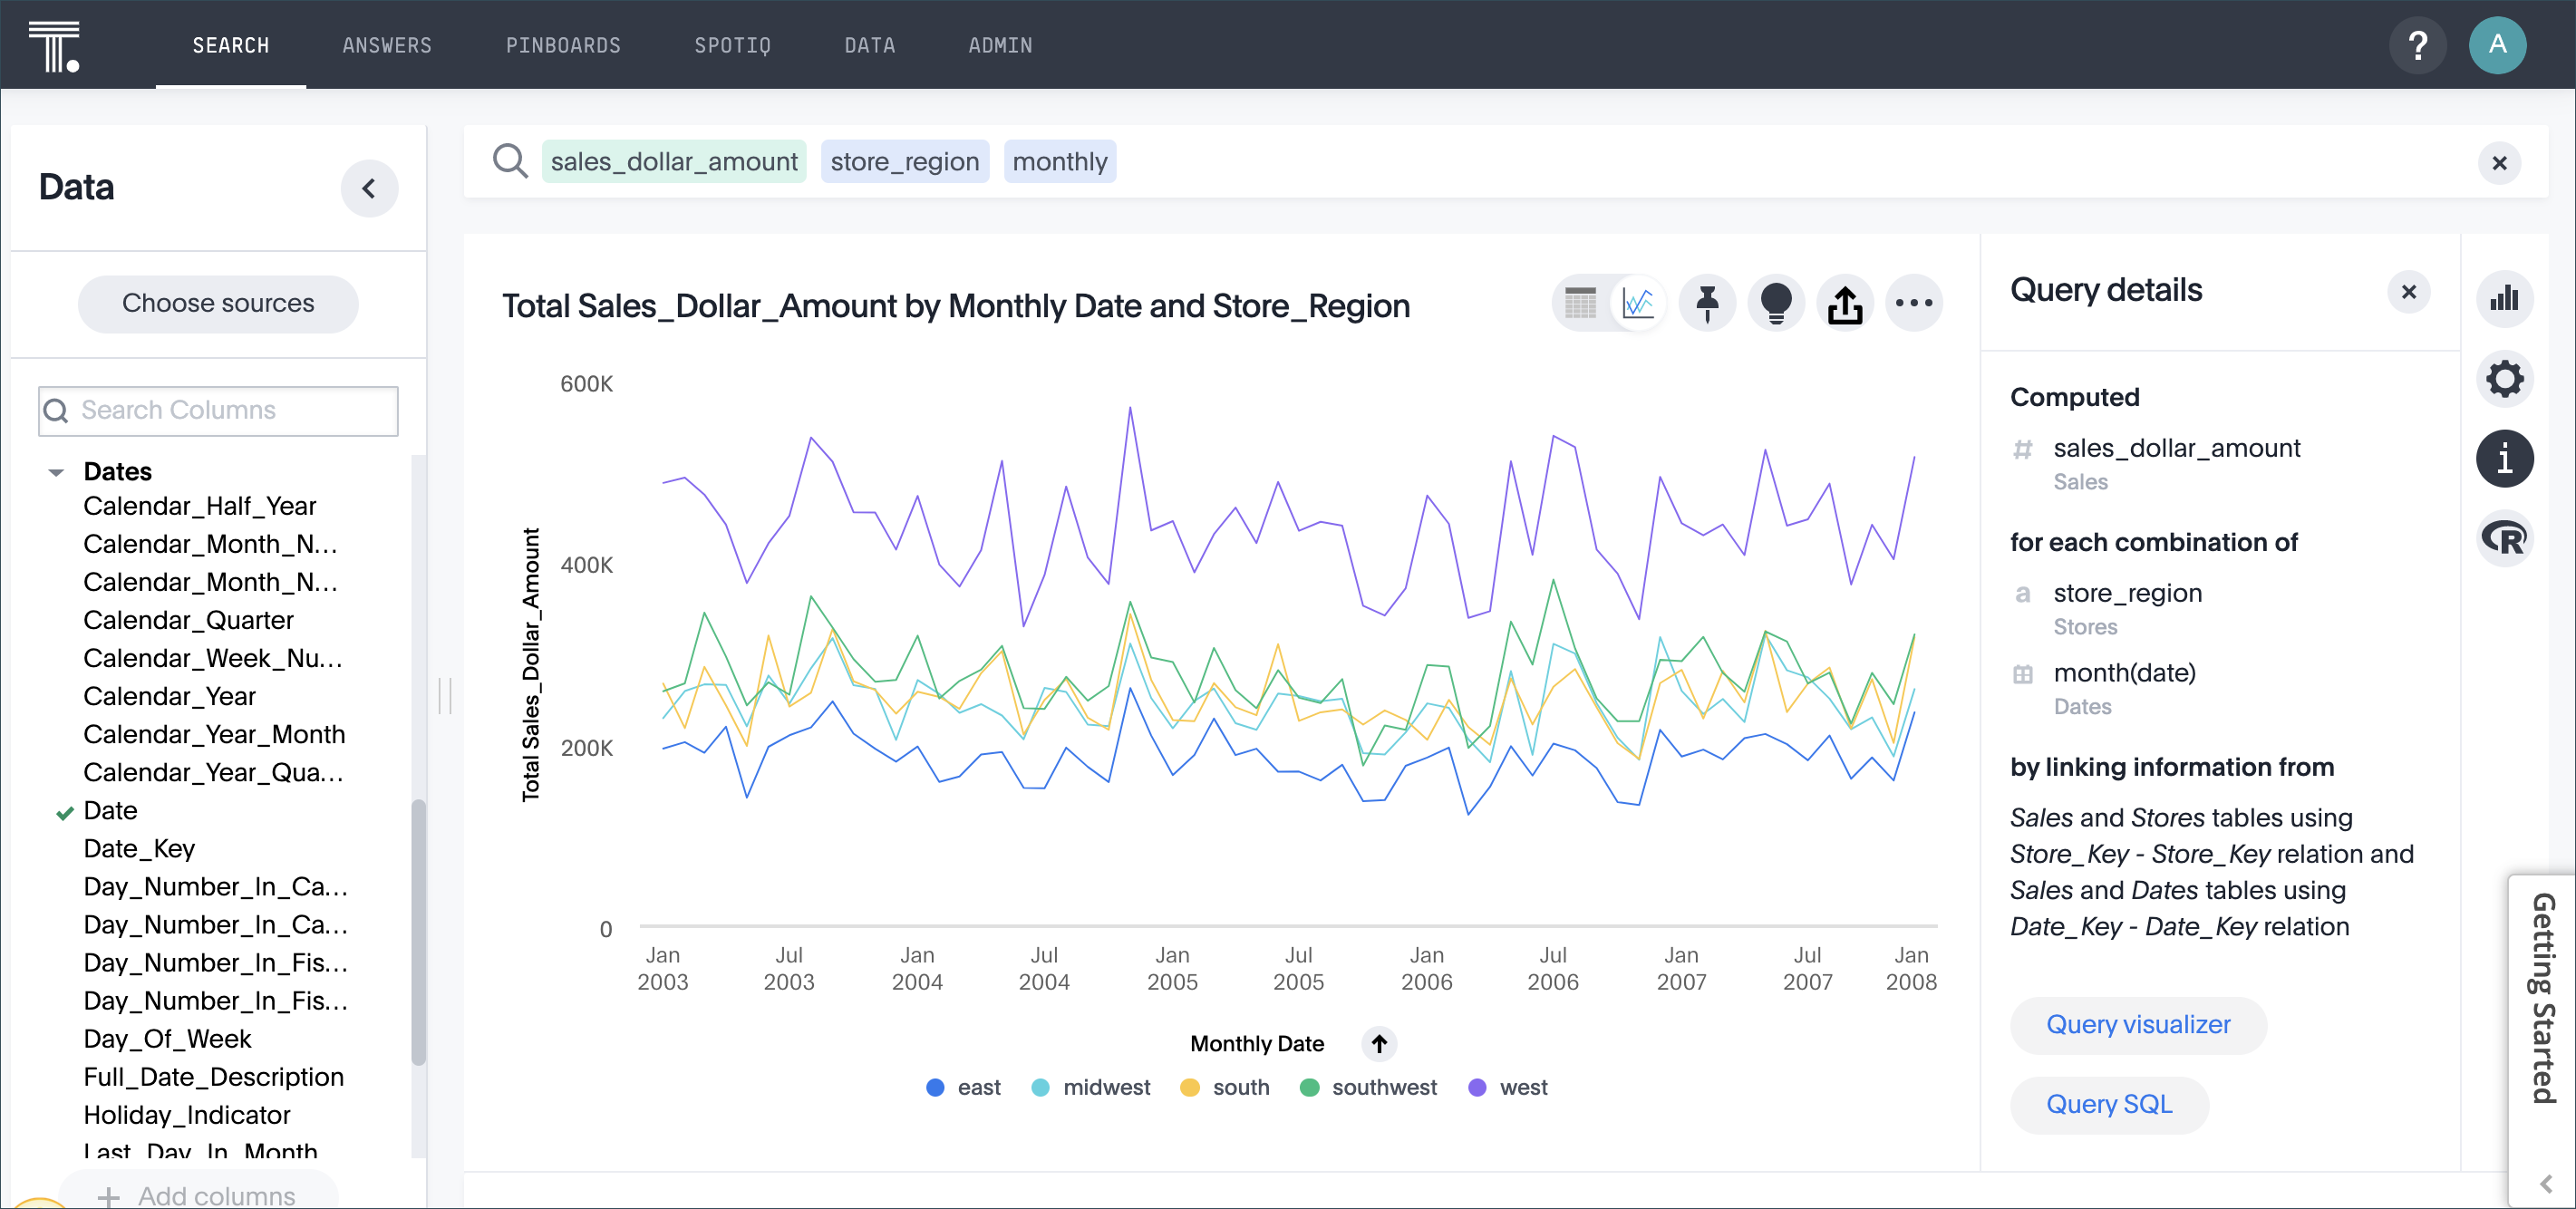 SEARCH ANSWERS PINBOARDS SPOTIQ DATA ADMIN ? A
Data
Choose sources
Search Columns
Dates
Calendar_Half_Year
Calendar_Month_N...
Calendar_Month_N...
Calendar_Quarter
Calendar_Week_Nu...
Calendar_Year
Calendar_Year_Month
Calendar_Year_Qua...
Date
Date_Key
Day_Number_In_Ca...
Day_Number_In_Ca...
Day_Number_In_Fis...
Day_Number_In_Fis...
Day_Of_Week
Full_Date_Description
Holiday_Indicator
Last_Day_In_Month
+ Add columns
sales_dollar_amount store_region monthly
Total Sales_Dollar_Amount by Monthly Date and Store_Region
Total Sales_Dollar_Amount
600K
400K
200K
0
Jan 2003
Jul 2003
Jan 2004
Jul 2004
Jan 2005
Jul 2005
Jan 2006
Jul 2006
Jan 2007
Jul 2007
Jan 2008
Monthly Date
east midwest south southwest west
Query details
Computed
# sales_dollar_amount
Sales
for each combination of
a store_region
Stores
month(date)
Dates
by linking information from
Sales and Stores tables using
Store_Key - Store_Key relation and
Sales and Dates tables using
Date_Key - Date_Key relation
Query visualizer
Query SQL
i
R
Getting Started